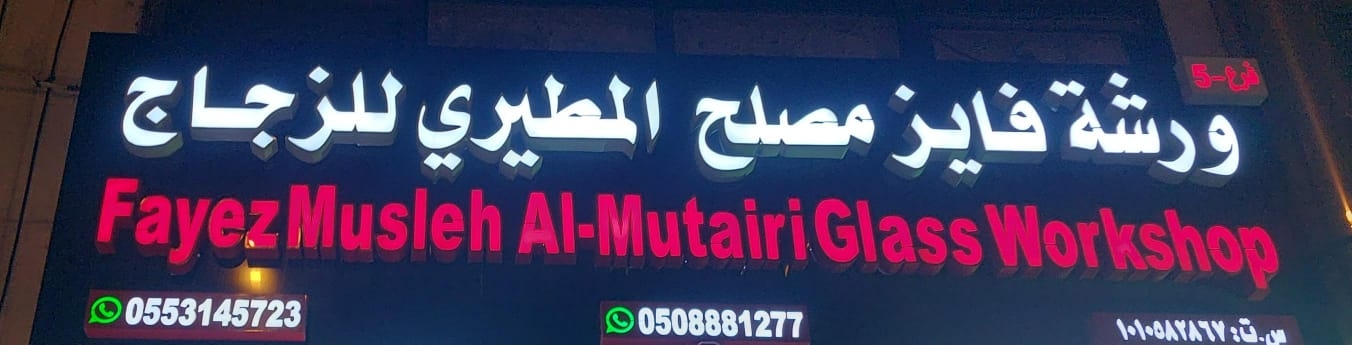 فرع-5
ورشة فايز مصلح المطيري للزجاج
Fayez Musleh Al-Mutairi Glass Workshop
0553145723
0508881277
س.ت: ١٠١٠٥٨٢٨٦٧